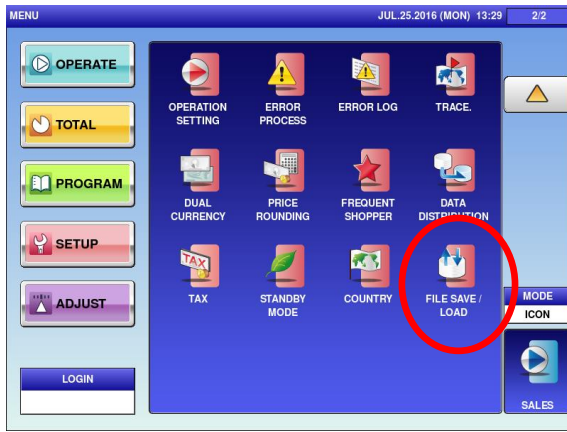 MENU
JUL.25.2016 (MON) 13:29
2/2
OPERATE
TOTAL
PROGRAM
SETUP
ADJUST
LOGIN
OPERATION
SETTING
ERROR
PROCESS
ERROR LOG
TRACE.
DUAL
CURRENCY
PRICE
ROUNDING
FREQUENT
SHOPPER
DATA
DISTRIBUTION
TAX
TAX
STANDBY
MODE
COUNTRY
FILE SAVE /
LOAD
MODE
ICON
SALES